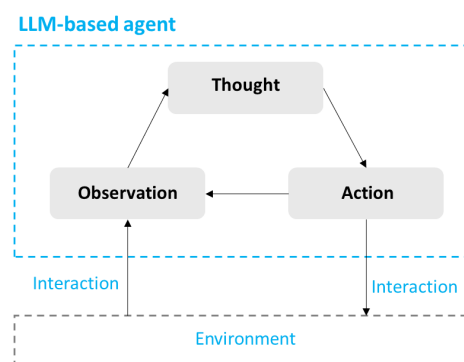 LLM-based agent
Thought
Observation
Action
Interaction
Interaction
Environment